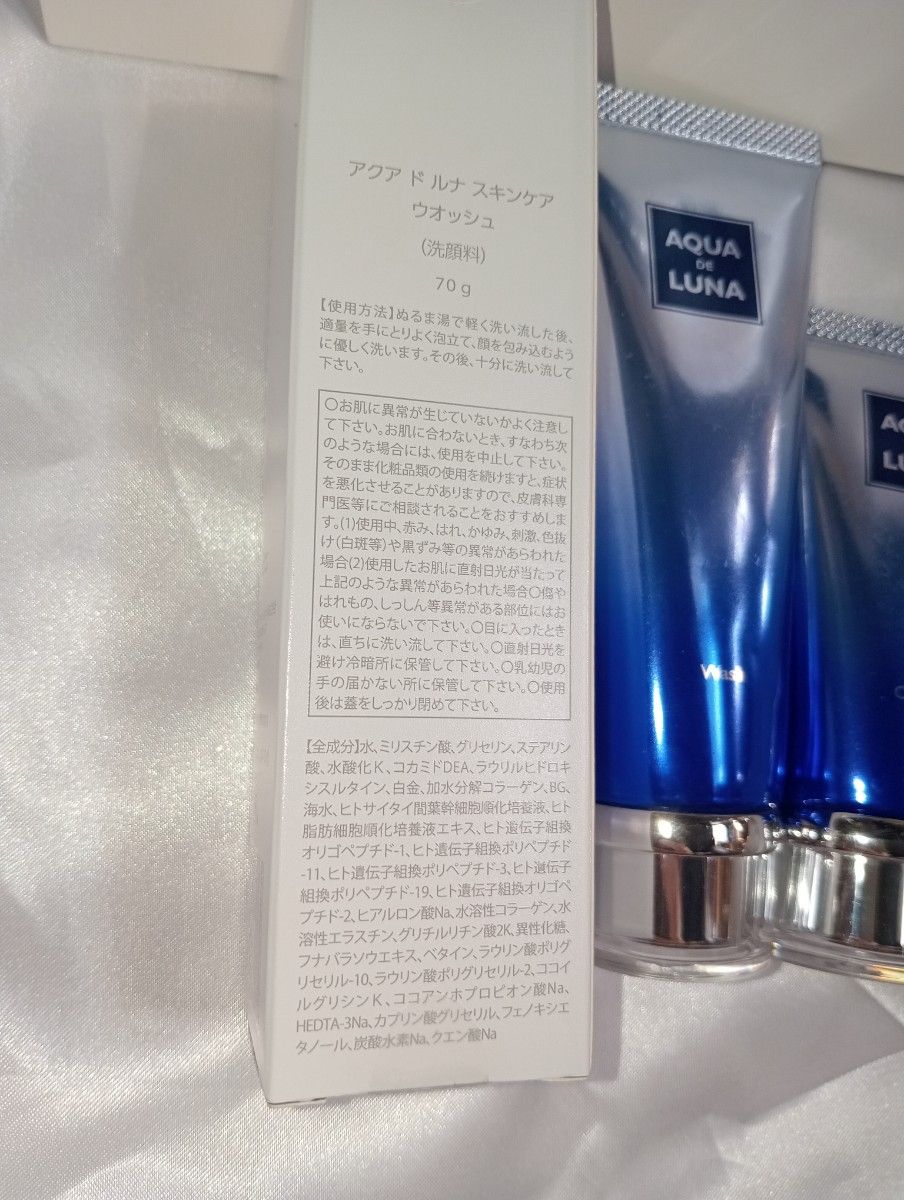 アクア ド ルナ スキンケア
ウオッシュ
(洗顔料)
70g
【使用方法】ぬるま湯で軽く洗い流した後、
適量を手にとりよく泡立て、顔を包み込むよう
に優しく洗います。その後、十分に洗い流して
下さい。
〇お肌に異常が生じていないかよく注意し
て下さい。お肌に合わないとき、すなわち次
のような場合には、使用を中止して下さい。
そのまま化粧品類の使用を続けますと、症状
を悪化させることがありますので、皮膚科専
門医等にご相談されることをおすすめしま
す。(1)使用中、赤み、はれ、かゆみ、刺激、色抜
け(白斑等)や黒ずみ等の異常があらわれた
場合(2)使用したお肌に直射日光が当たって
上記のような異常があらわれた場合〇傷や
はれもの、しっしん等異常がある部位にはお
使いにならないで下さい。〇目に入ったとき
は、直ちに洗い流して下さい。〇直射日光を
避け冷暗所に保管して下さい。〇乳幼児の
手の届かない所に保管して下さい。〇使用
後は蓋をしっかり閉めて下さい。
【全成分】水、ミリスチン酸、グリセリン、ステアリン
酸、水酸化K、コカミドDEA、ラウリルヒドロキ
シスルタイン、白金、加水分解コラーゲン、BG、
海水、ヒトサイタイ間葉幹細胞順化培養液、ヒト
脂肪細胞順化培養液エキス、ヒト遺伝子組換
オリゴペプチド-1、ヒト遺伝子組換ポリペプチド
-11、ヒト遺伝子組換ポリペプチド-3、ヒト遺伝子
組換ポリペプチド-19、ヒト遺伝子組換オリゴペ
プチド-2、ヒアルロン酸Na、水溶性コラーゲン、水
溶性エラスチン、グリチルリチン酸2K、異性化糖、
フナバラソウエキス、ベタイン、ラウリン酸ポリグ
リセリル-10、ラウリン酸ポリグリセリル-2、ココイ
ルグリシンK、ココアンホプロピオン酸Na、
HEDTA-3Na、カプリン酸グリセリル、フェノキシエ
タノール、炭酸水素Na、クエン酸Na
AQUA
DE
LUNA
Wash